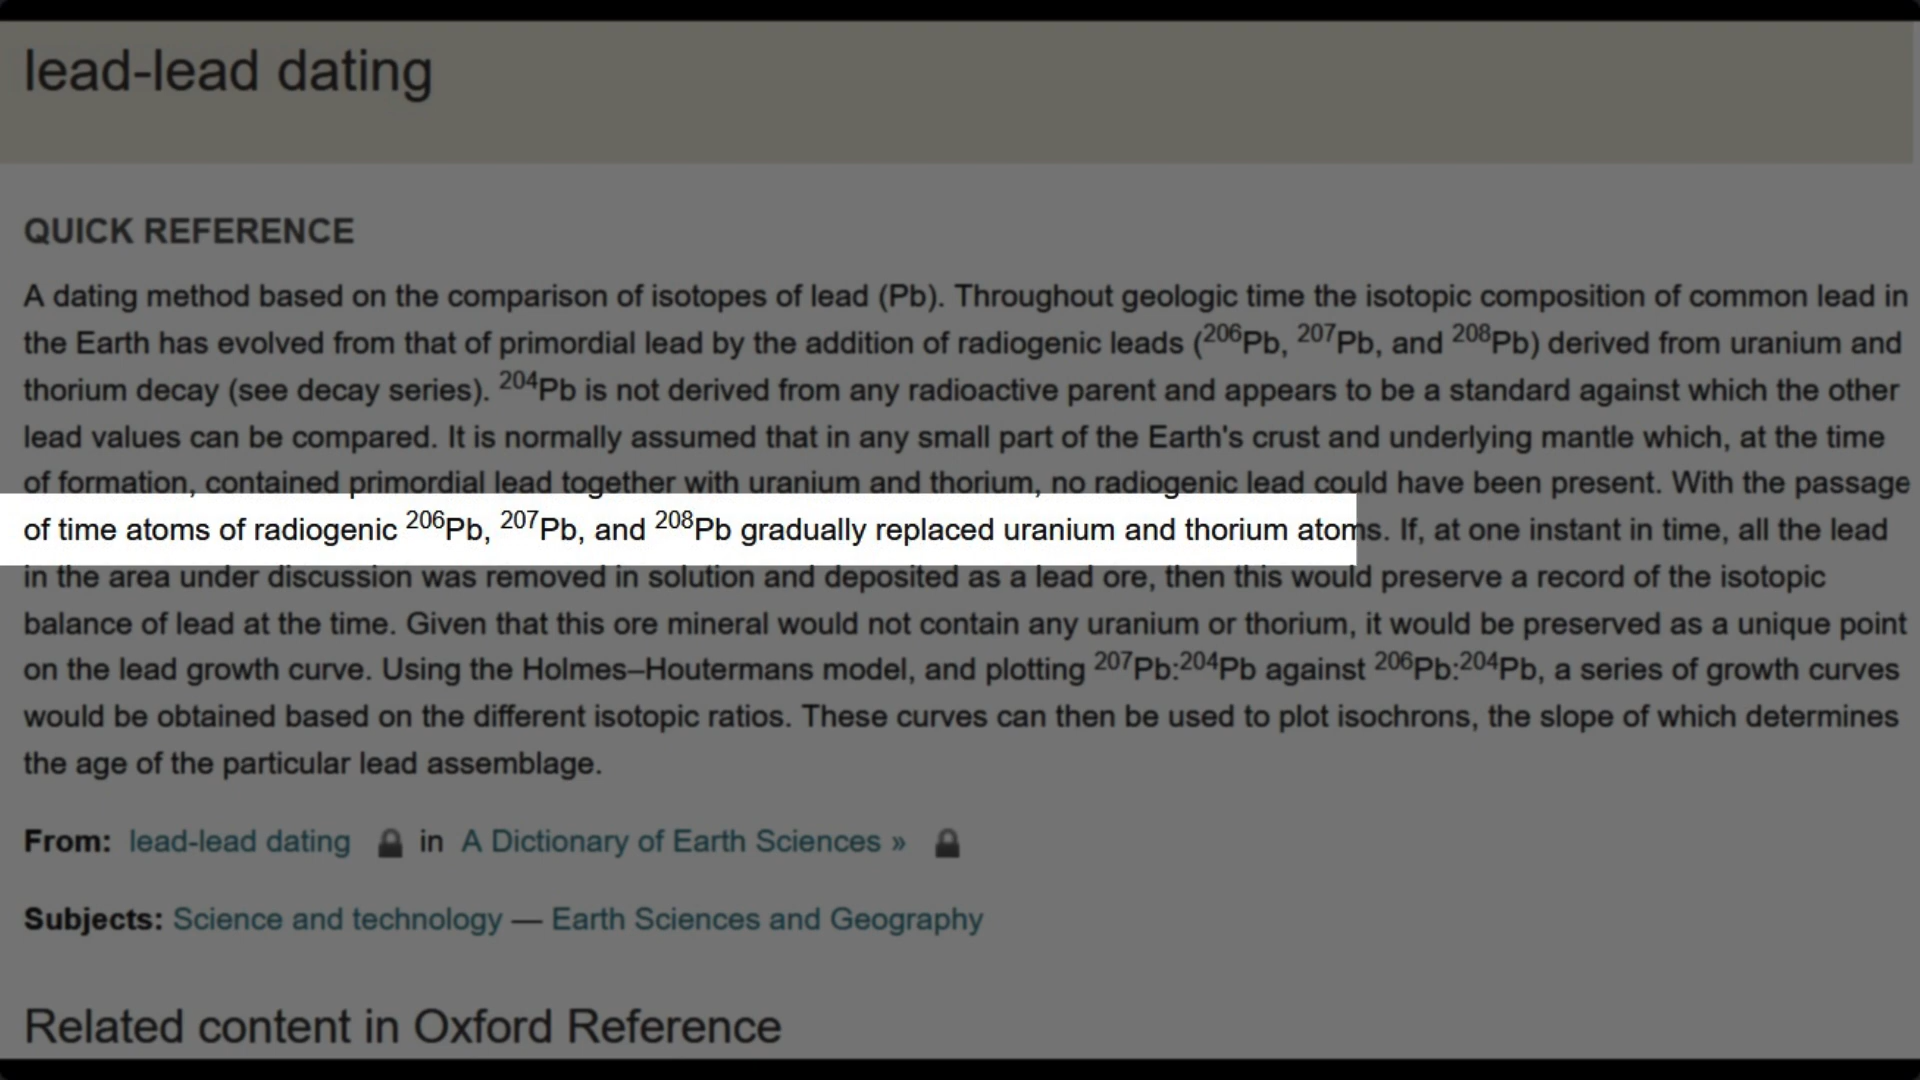 lead-lead dating
QUICK REFERENCE
A dating method based on the comparison of isotopes of lead (Pb). Throughout geologic time the isotopic composition of common lead in
the Earth has evolved from that of primordial lead by the addition of radiogenic leads (²⁰⁶Pb, ²⁰⁷Pb, and ²⁰⁸Pb) derived from uranium and
thorium decay (see decay series). ²⁰⁴Pb is not derived from any radioactive parent and appears to be a standard against which the other
lead values can be compared. It is normally assumed that in any small part of the Earth's crust and underlying mantle which, at the time
of formation, contained primordial lead together with uranium and thorium, no radiogenic lead could have been present. With the passage
of time atoms of radiogenic ²⁰⁶Pb, ²⁰⁷Pb, and ²⁰⁸Pb gradually replaced uranium and thorium atoms. If, at one instant in time, all the lead
in the area under discussion was removed in solution and deposited as a lead ore, then this would preserve a record of the isotopic
balance of lead at the time. Given that this ore mineral would not contain any uranium or thorium, it would be preserved as a unique point
on the lead growth curve. Using the Holmes–Houtermans model, and plotting ²⁰⁷Pb:²⁰⁴Pb against ²⁰⁶Pb:²⁰⁴Pb, a series of growth curves
would be obtained based on the different isotopic ratios. These curves can then be used to plot isochrons, the slope of which determines
the age of the particular lead assemblage.
From: lead-lead dating in A Dictionary of Earth Sciences »
Subjects: Science and technology — Earth Sciences and Geography
Related content in Oxford Reference